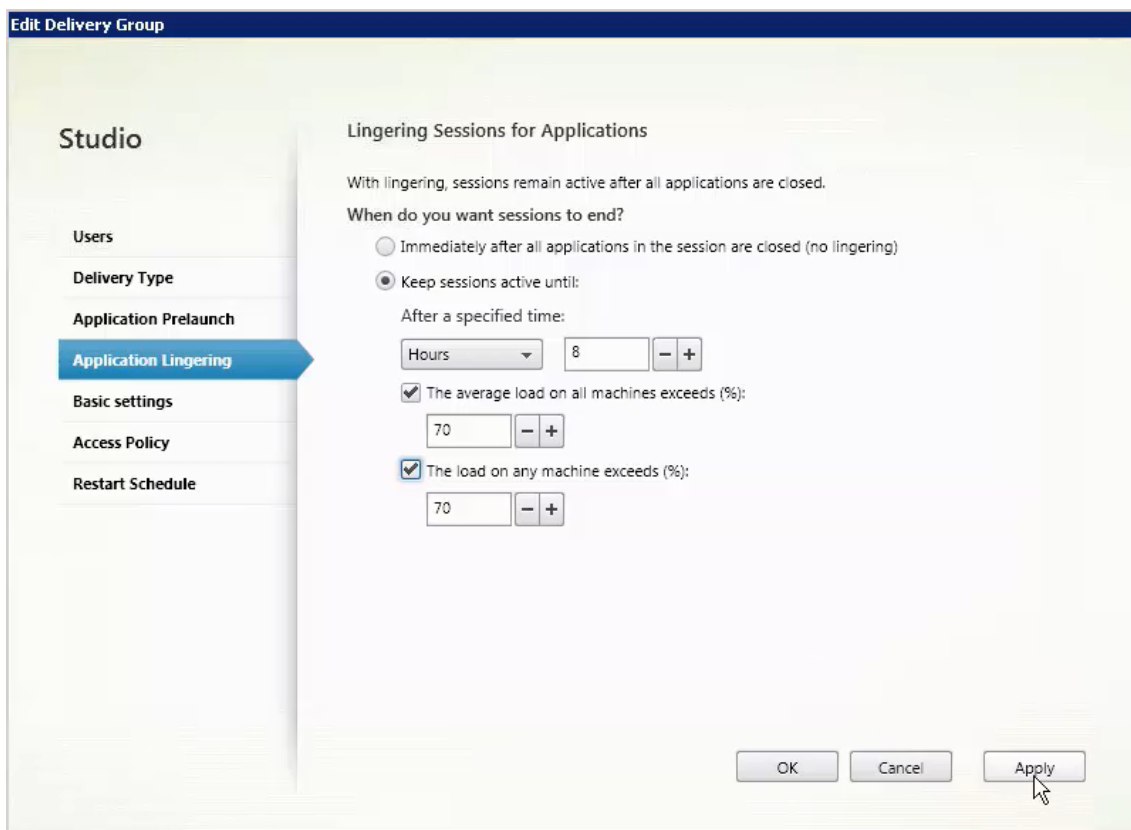 Edit Delivery Group
Studio
Users
Delivery Type
Application Prelaunch
Application Lingering
Basic settings
Access Policy
Restart Schedule
Lingering Sessions for Applications
With lingering, sessions remain active after all applications are closed.
When do you want sessions to end?
Immediately after all applications in the session are closed (no lingering)
Keep sessions active until:
After a specified time:
Hours 8 − +
The average load on all machines exceeds (%):
70 − +
The load on any machine exceeds (%):
70 − +
OK Cancel Apply